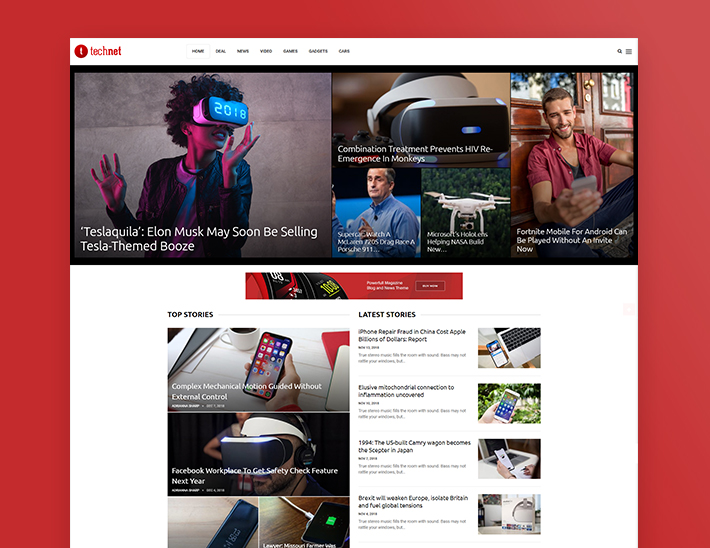 t technet
HOME DEAL NEWS VIDEO GAMES GADGETS CARS
2018
'Teslaquila': Elon Musk May Soon Be Selling
Tesla-Themed Booze
Combination Treatment Prevents HIV Re-
Emergence In Monkeys
Supercar... Watch A
McLaren 720S Drag Race A
Porsche 911...
Microsoft's HoloLens
Helping NASA Build
New...
Fortnite Mobile For Android Can
Be Played Without An Invite
Now
Powerfull Magazine
Blog and News Theme
BUY NOW
TOP STORIES
Complex Mechanical Motion Guided Without
External Control
ADRIANNA SHARP • DEC 7, 2018
Facebook Workplace To Get Safety Check Feature
Next Year
ADRIANNA SHARP • DEC 6, 2018
Lawyer: Missouri Farmer Was
LATEST STORIES
iPhone Repair Fraud in China Cost Apple
Billions of Dollars: Report
NOV 10, 2018
True stereo music fills the room with sound. Bass may not
rattle your windows, but...
Elusive mitochondrial connection to
inflammation uncovered
NOV 10, 2018
True stereo music fills the room with sound. Bass may not
rattle your windows, but...
1994: The US-built Camry wagon becomes
the Scepter in Japan
NOV 7, 2018
True stereo music fills the room with sound. Bass may not
rattle your windows, but...
Brexit will weaken Europe, isolate Britain
and fuel global tensions
NOV 6, 2018
True stereo music fills the room with sound. Bass may not
rattle your windows, but...